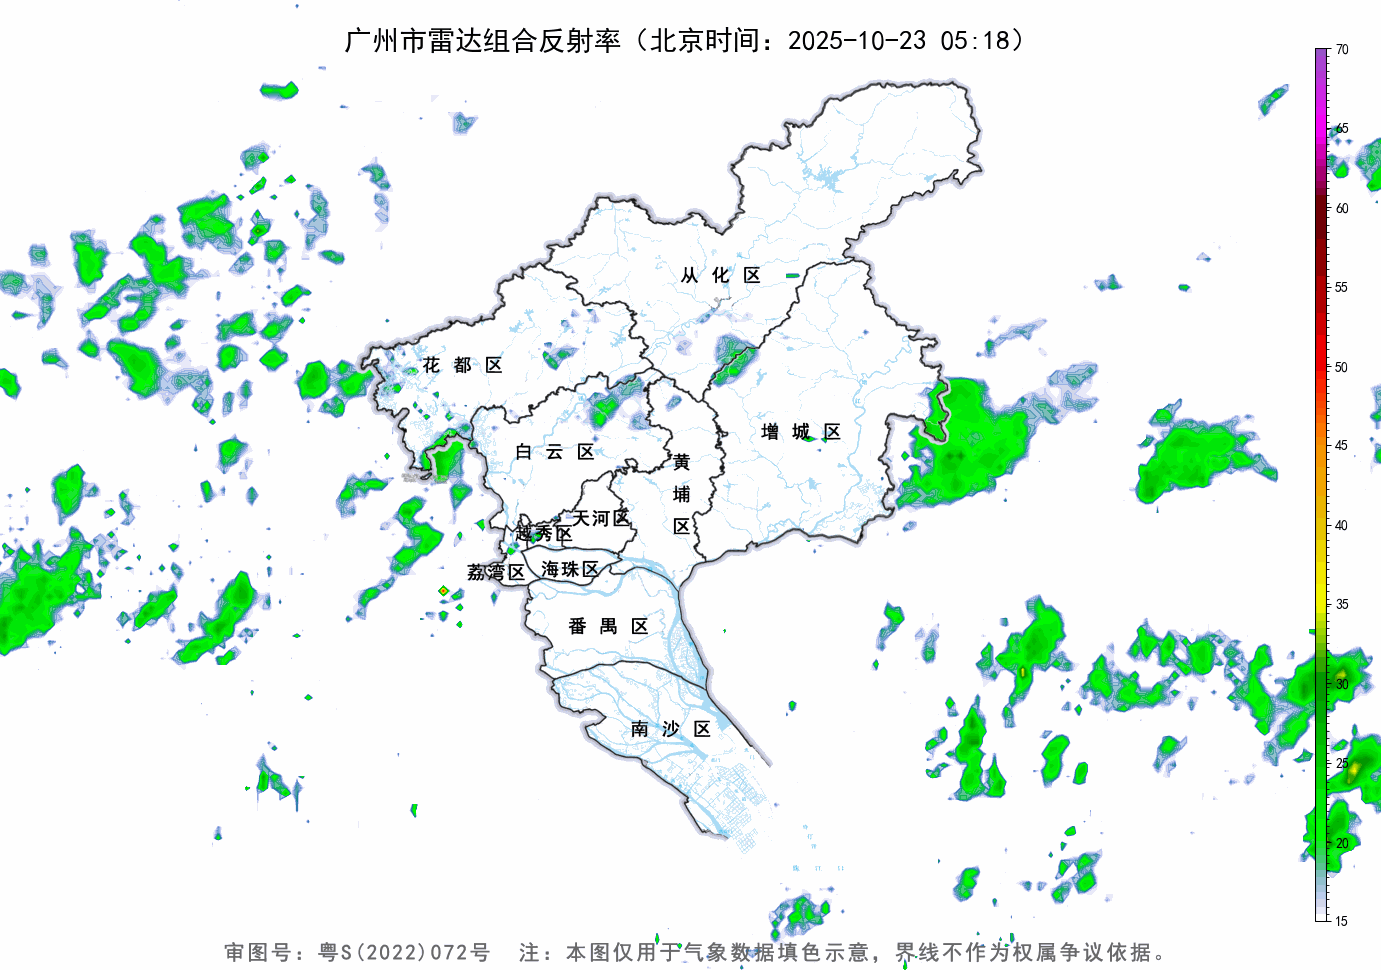 广州市雷达组合反射率（北京时间：2025-10-23 05:18）
70
65
60
55
50
45
40
35
30
25
20
15
从化区
花都区
增城区
白云区
黄埔区
天河区
越秀区
荔湾区
海珠区
番禺区
南沙区
审图号：粤S(2022)072号 注：本图仅用于气象数据填色示意，界线不作为权属争议依据。